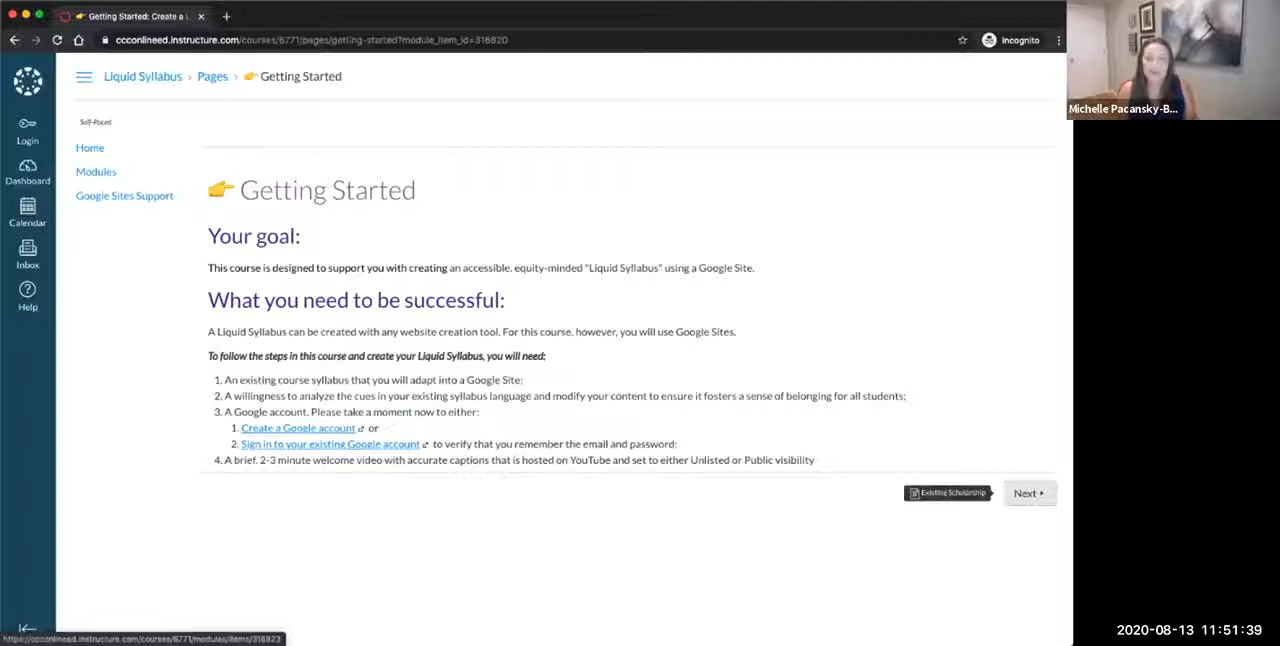 Getting Started: Create a L
ccconlineed.instructure.com/courses/6771/pages/getting-started?module_item_id=316820
Incognito
Michelle Pacansky-B...
Liquid Syllabus › Pages › 👉 Getting Started
Self-Paced
Login
Home
Modules
Dashboard
Google Sites Support
Calendar
Inbox
Help
👉 Getting Started
Your goal:
This course is designed to support you with creating an accessible, equity-minded "Liquid Syllabus" using a Google Site.
What you need to be successful:
A Liquid Syllabus can be created with any website creation tool. For this course, however, you will use Google Sites.
To follow the steps in this course and create your Liquid Syllabus, you will need:
1. An existing course syllabus that you will adapt into a Google Site;
2. A willingness to analyze the cues in your existing syllabus language and modify your content to ensure it fosters a sense of belonging for all students;
3. A Google account. Please take a moment now to either:
1. Create a Google account or
2. Sign in to your existing Google account to verify that you remember the email and password;
4. A brief, 2-3 minute welcome video with accurate captions that is hosted on YouTube and set to either Unlisted or Public visibility
Existing Scholarship
Next ▸
https://ccconlineed.instructure.com/courses/6771/modules/items/316823
2020-08-13 11:51:39